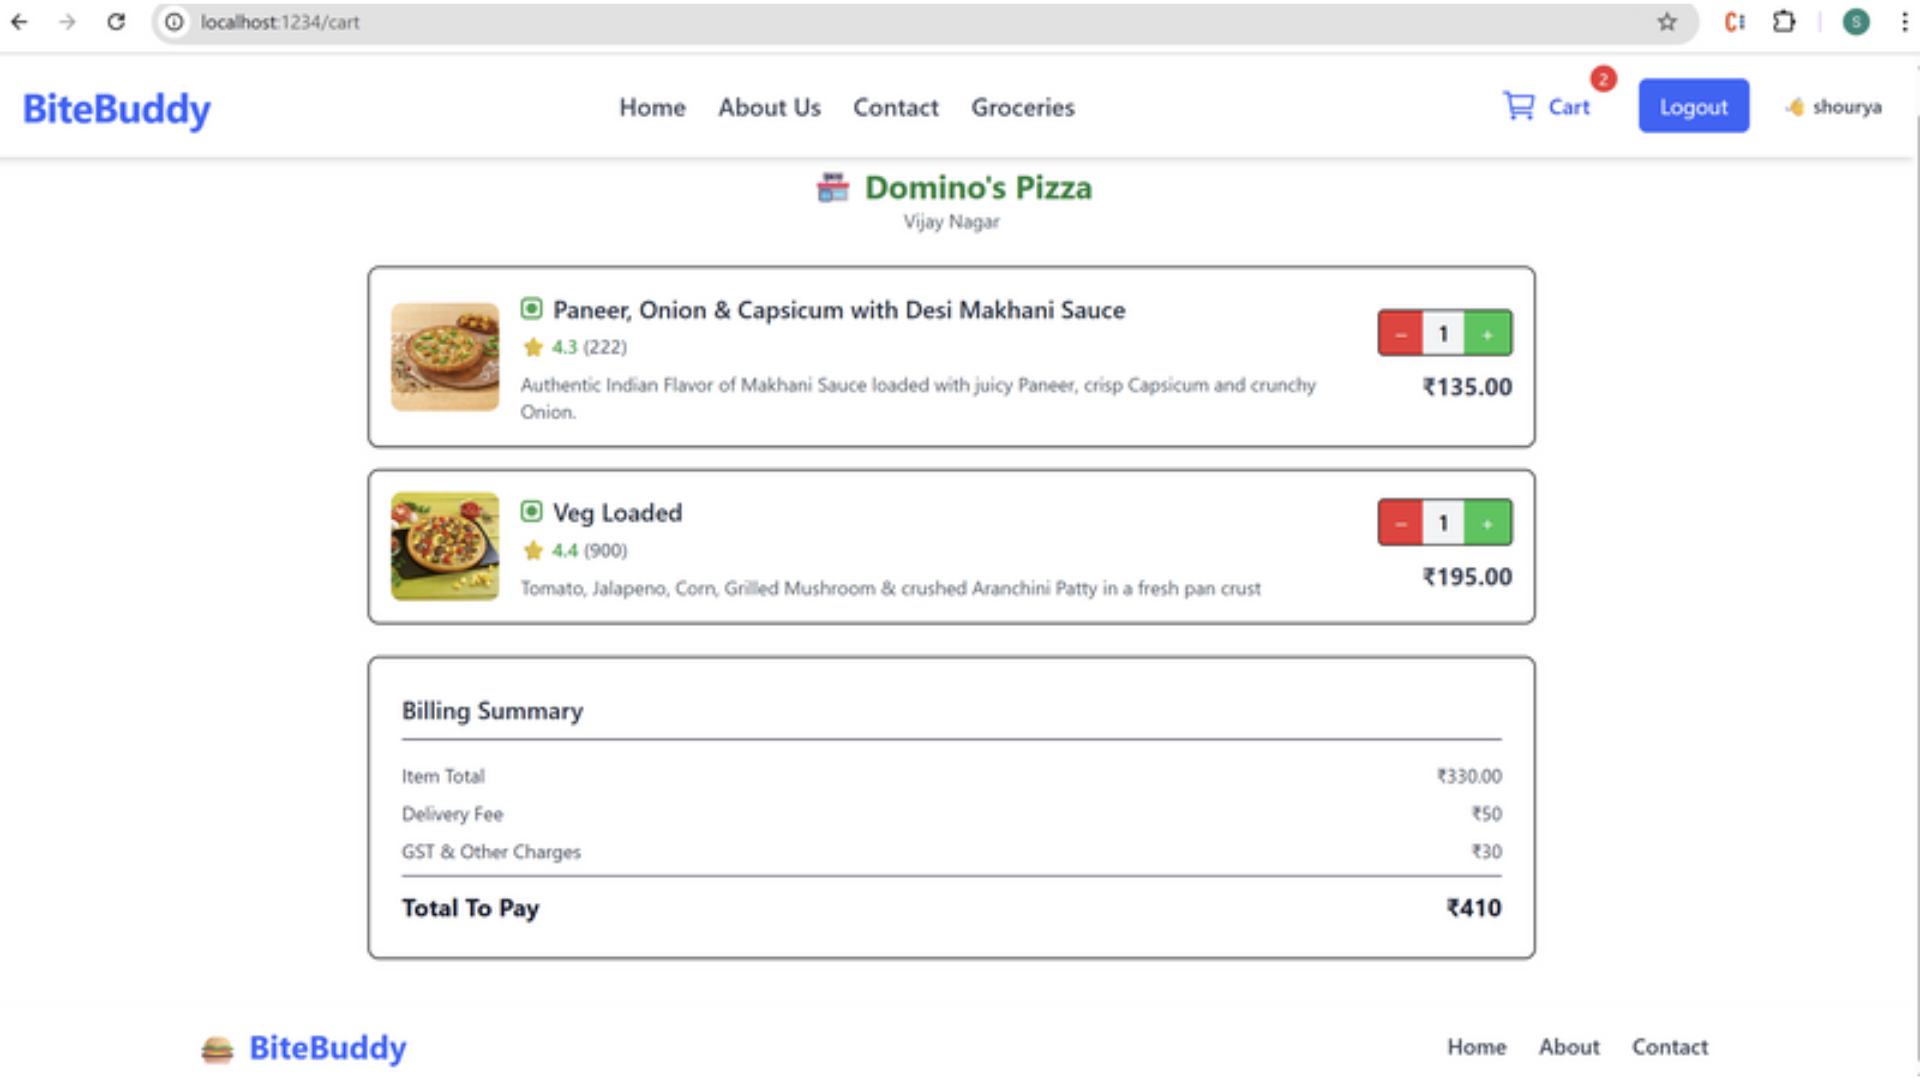 localhost:1234/cart
BiteBuddy Home About Us Contact Groceries Cart 2 Logout shourya
Domino's Pizza
Vijay Nagar
Paneer, Onion & Capsicum with Desi Makhani Sauce
4.3 (222)
Authentic Indian Flavor of Makhani Sauce loaded with juicy Paneer, crisp Capsicum and crunchy
Onion.
− 1 +
₹135.00
Veg Loaded
4.4 (900)
Tomato, Jalapeno, Corn, Grilled Mushroom & crushed Aranchini Patty in a fresh pan crust
− 1 +
₹195.00
Billing Summary
Item Total ₹330.00
Delivery Fee ₹50
GST & Other Charges ₹30
Total To Pay ₹410
BiteBuddy Home About Contact